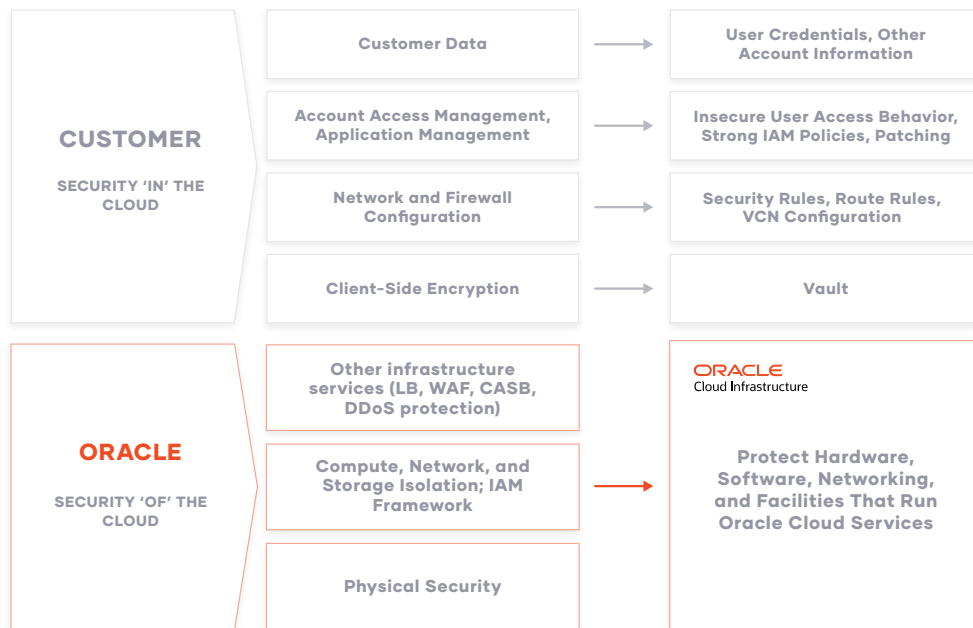 CUSTOMER
SECURITY ‘IN’ THE
CLOUD
Customer Data
User Credentials, Other
Account Information
Account Access Management,
Application Management
Insecure User Access Behavior,
Strong IAM Policies, Patching
Network and Firewall
Configuration
Security Rules, Route Rules,
VCN Configuration
Client-Side Encryption
Vault
ORACLE
SECURITY ‘OF’ THE
CLOUD
Other infrastructure
services (LB, WAF, CASB,
DDoS protection)
Compute, Network, and
Storage Isolation; IAM
Framework
Physical Security
ORACLE
Cloud Infrastructure
Protect Hardware,
Software, Networking,
and Facilities That Run
Oracle Cloud Services